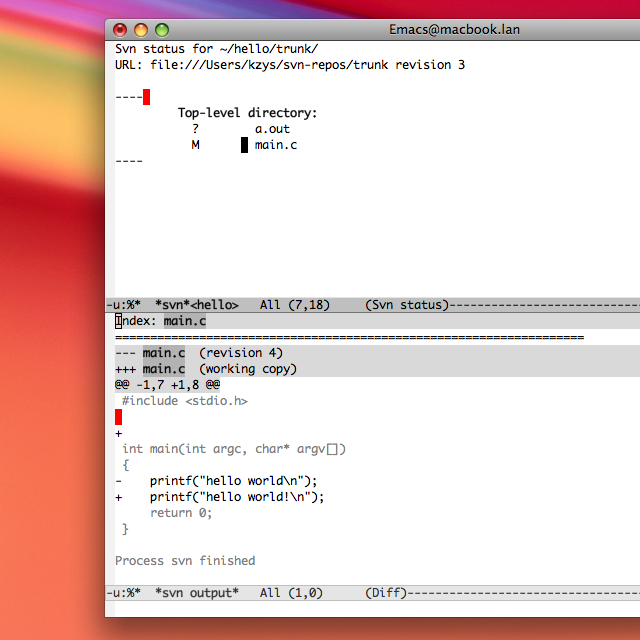 Emacs@macbook.lan
Svn status for ~/hello/trunk/
URL: file:///Users/kzys/svn-repos/trunk revision 3
----
Top-level directory:
? a.out
M main.c
----
-u:%* *svn*<hello> All (7,18) (Svn status)---------------------------
Index: main.c
===================================================================
--- main.c (revision 4)
+++ main.c (working copy)
@@ -1,7 +1,8 @@
 #include <stdio.h>
+
 int main(int argc, char* argv[])
 {
-    printf("hello world\n");
+    printf("hello world!\n");
     return 0;
 }
Process svn finished
-u:%* *svn output* All (1,0) (Diff)---------------------------------